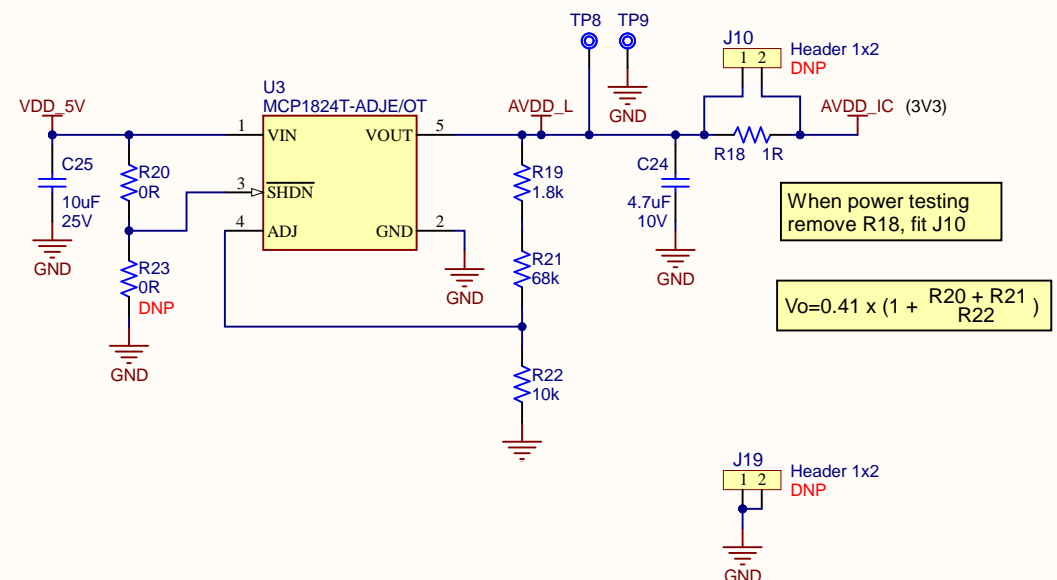 TP8 TP9
J10
Header 1x2
1 2
DNP
U3
MCP1824T-ADJE/OT
VDD_5V
AVDD_L
GND
AVDD_IC (3V3)
1 VIN VOUT 5
R18 1R
C25
10uF
25V
R20
0R
3 SHDN
4 ADJ GND 2
R19
1.8k
C24
4.7uF
10V
When power testing
remove R18, fit J10
GND
R23
0R
DNP
GND
R21
68k
GND
Vo=0.41 x (1 + R20 + R21 )
R22
GND
R22
10k
J19
Header 1x2
1 2
DNP
GND